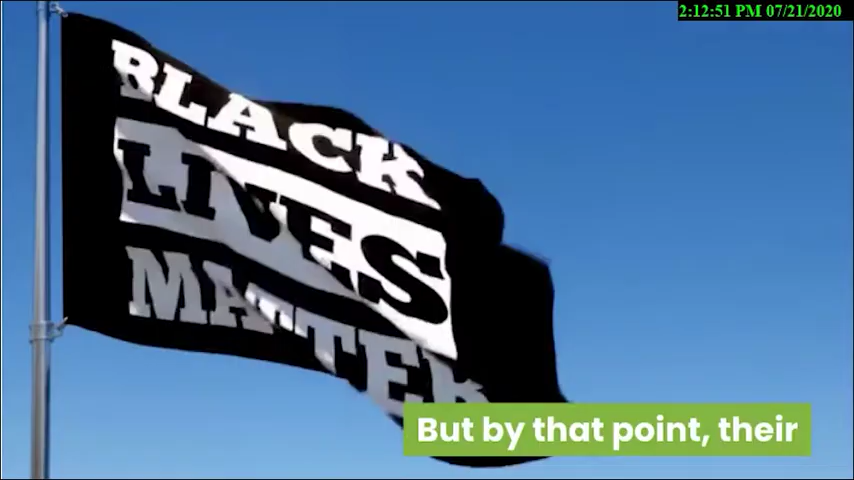 2:12:51 PM 07/21/2020
BLACK
LIVES
MATTER
But by that point, their